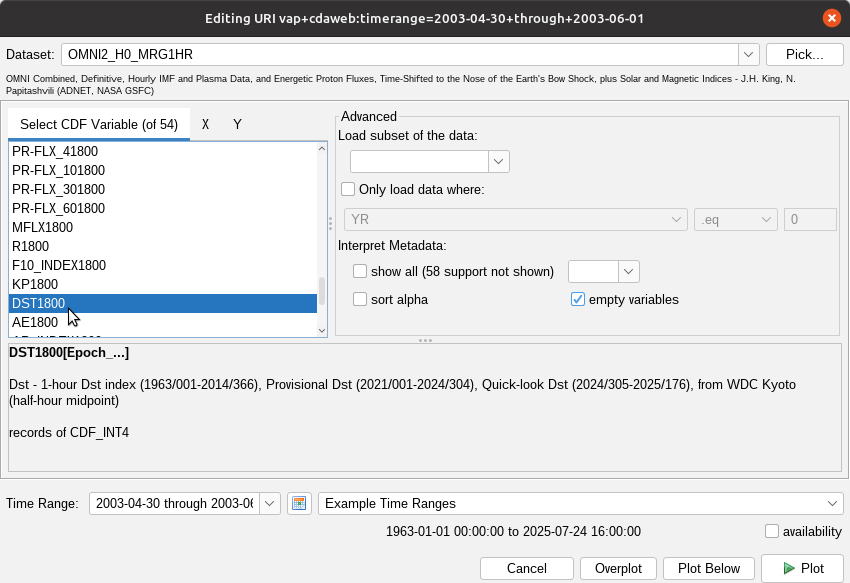 Editing URI vap+cdaweb:timerange=2003-04-30+through+2003-06-01
Dataset: OMNI2_H0_MRG1HR Pick...
OMNI Combined, Definitive, Hourly IMF and Plasma Data, and Energetic Proton Fluxes, Time-Shifted to the Nose of the Earth's Bow Shock, plus Solar and Magnetic Indices - J.H. King, N.
Papitashvili (ADNET, NASA GSFC)
Select CDF Variable (of 54) X Y
PR-FLX_41800
PR-FLX_101800
PR-FLX_301800
PR-FLX_601800
MFLX1800
R1800
F10_INDEX1800
KP1800
DST1800
AE1800
Advanced
Load subset of the data:
Only load data where:
YR .eq 0
Interpret Metadata:
show all (58 support not shown)
sort alpha empty variables
DST1800[Epoch_...]
Dst - 1-hour Dst index (1963/001-2014/366), Provisional Dst (2021/001-2024/304), Quick-look Dst (2024/305-2025/176), from WDC Kyoto
(half-hour midpoint)
records of CDF_INT4
Time Range: 2003-04-30 through 2003-06 Example Time Ranges
1963-01-01 00:00:00 to 2025-07-24 16:00:00 availability
Cancel Overplot Plot Below Plot